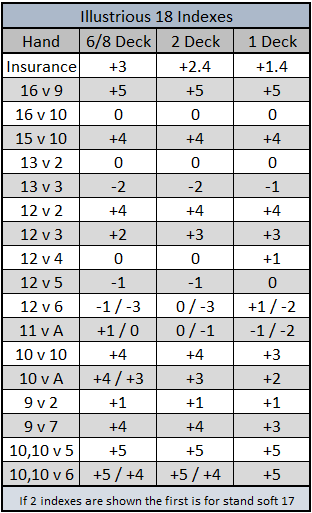 Illustrious 18 Indexes
Hand 6/8 Deck 2 Deck 1 Deck
Insurance +3 +2.4 +1.4
16 v 9 +5 +5 +5
16 v 10 0 0 0
15 v 10 +4 +4 +4
13 v 2 0 0 0
13 v 3 -2 -2 -1
12 v 2 +4 +4 +4
12 v 3 +2 +3 +3
12 v 4 0 0 +1
12 v 5 -1 -1 0
12 v 6 -1 / -3 0 / -3 +1 / -2
11 v A +1 / 0 0 / -1 -1 / -2
10 v 10 +4 +4 +3
10 v A +4 / +3 +3 +2
9 v 2 +1 +1 +1
9 v 7 +4 +4 +3
10,10 v 5 +5 +5 +5
10,10 v 6 +5 / +4 +5 / +4 +5
If 2 indexes are shown the first is for stand soft 17